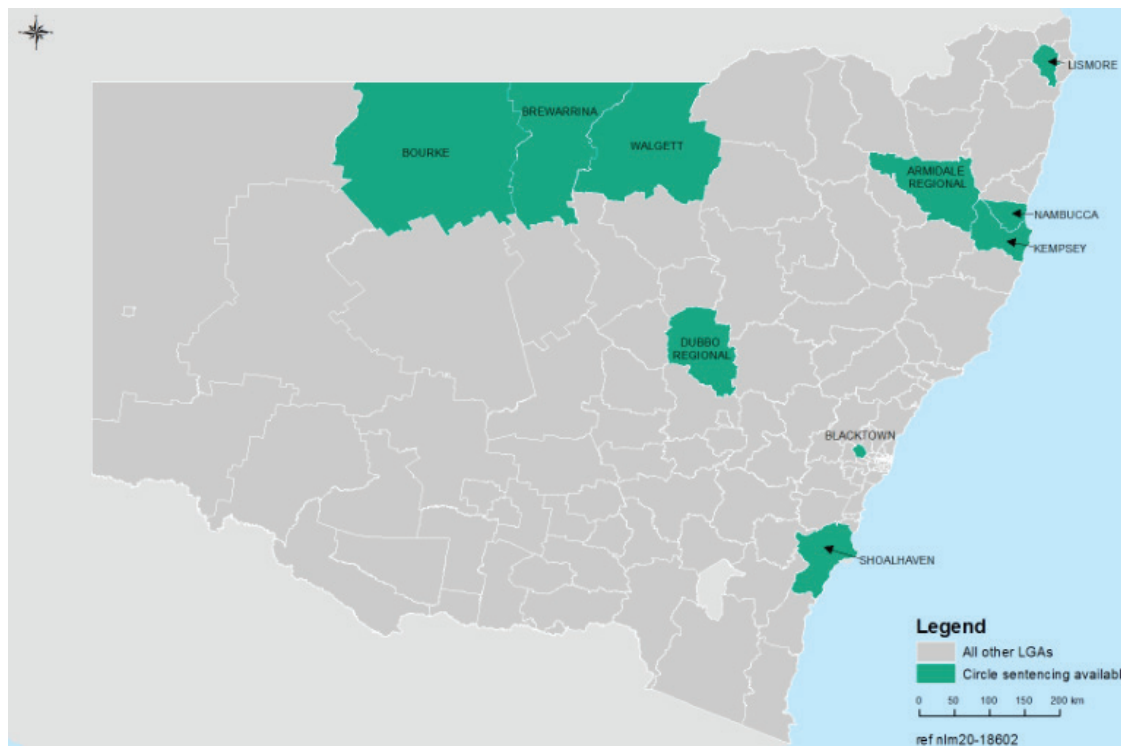 LISMORE
BREWARRINA
BOURKE
WALGETT
ARMIDALE
REGIONAL
NAMBUCCA
KEMPSEY
DUBBO
REGIONAL
BLACKTOWN
SHOALHAVEN
Legend
All other LGAs
Circle sentencing available
0 50 100 150 200 km
ref nlm20-18602